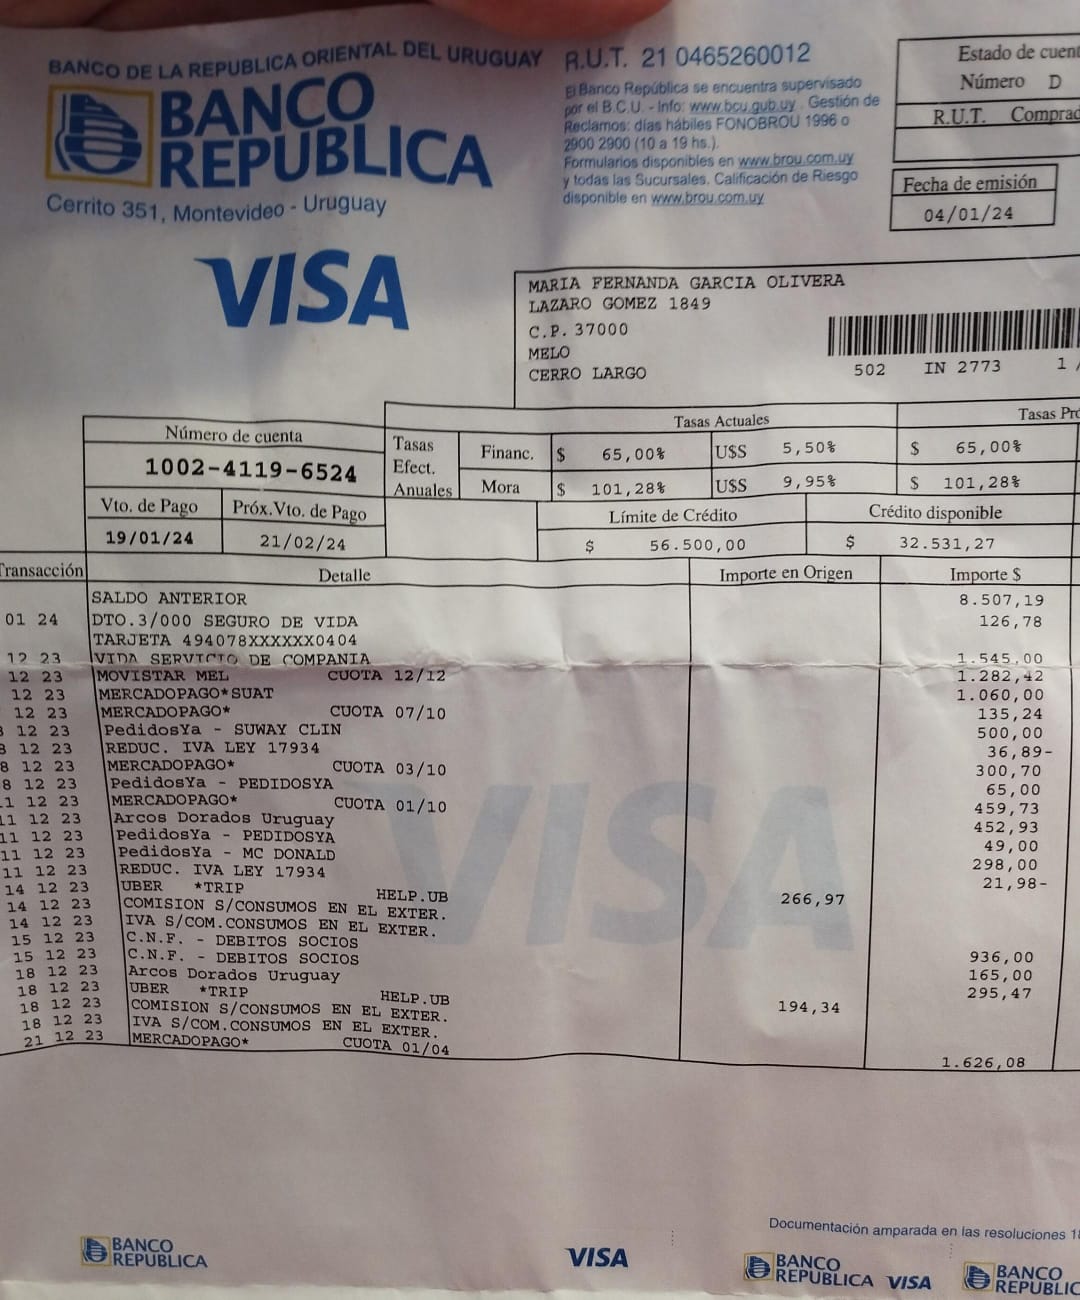 BANCO DE LA REPUBLICA ORIENTAL DEL URUGUAY
BANCO
REPUBLICA
Cerrito 351, Montevideo - Uruguay
R.U.T. 21 0465260012
El Banco República se encuentra supervisado
por el B.C.U. - Info: www.bcu.gub.uy . Gestión de
Reclamos: días hábiles FONOBROU 1996 o
2900 2900 (10 a 19 hs.).
Formularios disponibles en www.brou.com.uy
y todas las Sucursales. Calificación de Riesgo
disponible en www.brou.com.uy
Estado de cuent
Número D
R.U.T. Comprad
Fecha de emisión
04/01/24
VISA
MARIA FERNANDA GARCIA OLIVERA
LAZARO GOMEZ 1849
C.P. 37000
MELO
CERRO LARGO
502 IN 2773 1 /
Número de cuenta
1002-4119-6524
Vto. de Pago Próx.Vto. de Pago
19/01/24 21/02/24
Tasas Actuales Tasas Pró
Tasas Efect. Anuales
Financ. $ 65,00% U$S 5,50% $ 65,00%
Mora $ 101,28% U$S 9,95% $ 101,28%
Límite de Crédito Crédito disponible
$ 56.500,00 $ 32.531,27
Transacción Detalle Importe en Origen Importe $
SALDO ANTERIOR 8.507,19
01 24 DTO.3/000 SEGURO DE VIDA 126,78
TARJETA 494078XXXXXX0404
12 23 VIDA SERVICIO DE COMPANIA 1.545,00
12 23 MOVISTAR MEL CUOTA 12/12 1.282,42
12 23 MERCADOPAGO*SUAT 1.060,00
12 23 MERCADOPAGO* CUOTA 07/10 135,24
12 23 PedidosYa - SUWAY CLIN 500,00
8 12 23 REDUC. IVA LEY 17934 36,89-
8 12 23 MERCADOPAGO* CUOTA 03/10 300,70
8 12 23 PedidosYa - PEDIDOSYA 65,00
11 12 23 MERCADOPAGO* CUOTA 01/10 459,73
11 12 23 Arcos Dorados Uruguay 452,93
11 12 23 PedidosYa - PEDIDOSYA 49,00
11 12 23 PedidosYa - MC DONALD 298,00
11 12 23 REDUC. IVA LEY 17934 21,98-
14 12 23 UBER *TRIP HELP.UB 266,97
14 12 23 COMISION S/CONSUMOS EN EL EXTER.
14 12 23 IVA S/COM.CONSUMOS EN EL EXTER.
15 12 23 C.N.F. - DEBITOS SOCIOS 936,00
15 12 23 C.N.F. - DEBITOS SOCIOS 165,00
18 12 23 Arcos Dorados Uruguay 295,47
18 12 23 UBER *TRIP HELP.UB 194,34
18 12 23 COMISION S/CONSUMOS EN EL EXTER.
18 12 23 IVA S/COM.CONSUMOS EN EL EXTER.
21 12 23 MERCADOPAGO* CUOTA 01/04 1.626,08
VISA
Documentación amparada en las resoluciones 18
BANCO
REPUBLICA
VISA
BANCO
REPUBLICA VISA
BANCO
REPUBLIC